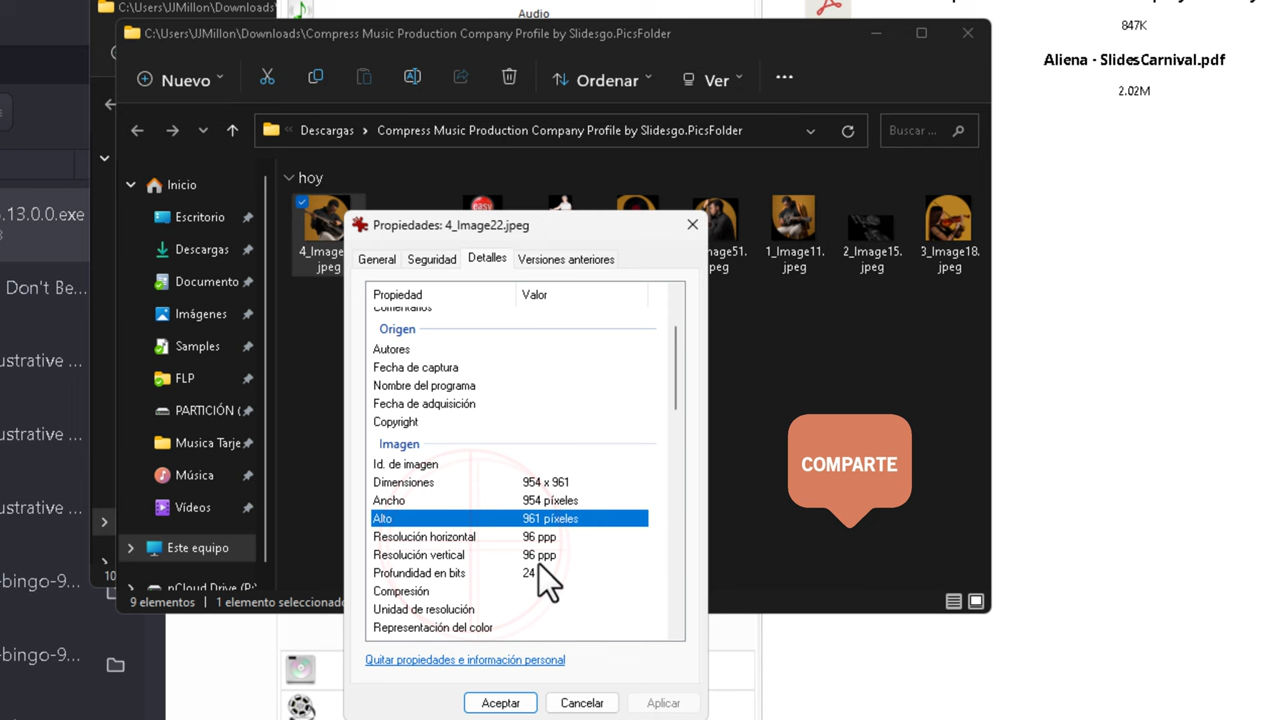 C:\Users\JJMillon\Downloads\
Audio
847K
Aliena - SlidesCarnival.pdf
2.02M
C:\Users\JJMillon\Downloads\Compress Music Production Company Profile by Slidesgo.PicsFolder
Nuevo
Ordenar
Ver
Descargas > Compress Music Production Company Profile by Slidesgo.PicsFolder
Buscar ...
.13.0.0.exe
Don't Be...
ustrative ...
ustrative ...
ustrative ...
-bingo-9...
-bingo-9...
Inicio
Escritorio
Descargas
Documento
Imágenes
Samples
FLP
PARTICIÓN (
Musica Tarje
Música
Vídeos
Este equipo
nCloud Drive (P:)
10
9 elementos
1 elemento seleccionado
hoy
4_Image
jpeg
age51.
jpeg
1_Image11.
jpeg
2_Image15.
jpeg
3_Image18.
jpeg
easy
Propiedades: 4_Image22.jpeg
General
Seguridad
Detalles
Versiones anteriores
Propiedad Valor
Comentarios
Origen
Autores
Fecha de captura
Nombre del programa
Fecha de adquisición
Copyright
Imagen
Id. de imagen
Dimensiones 954 x 961
Ancho 954 píxeles
Alto 961 píxeles
Resolución horizontal 96 ppp
Resolución vertical 96 ppp
Profundidad en bits 24
Compresión
Unidad de resolución
Representación del color
Quitar propiedades e información personal
Aceptar
Cancelar
Aplicar
COMPARTE